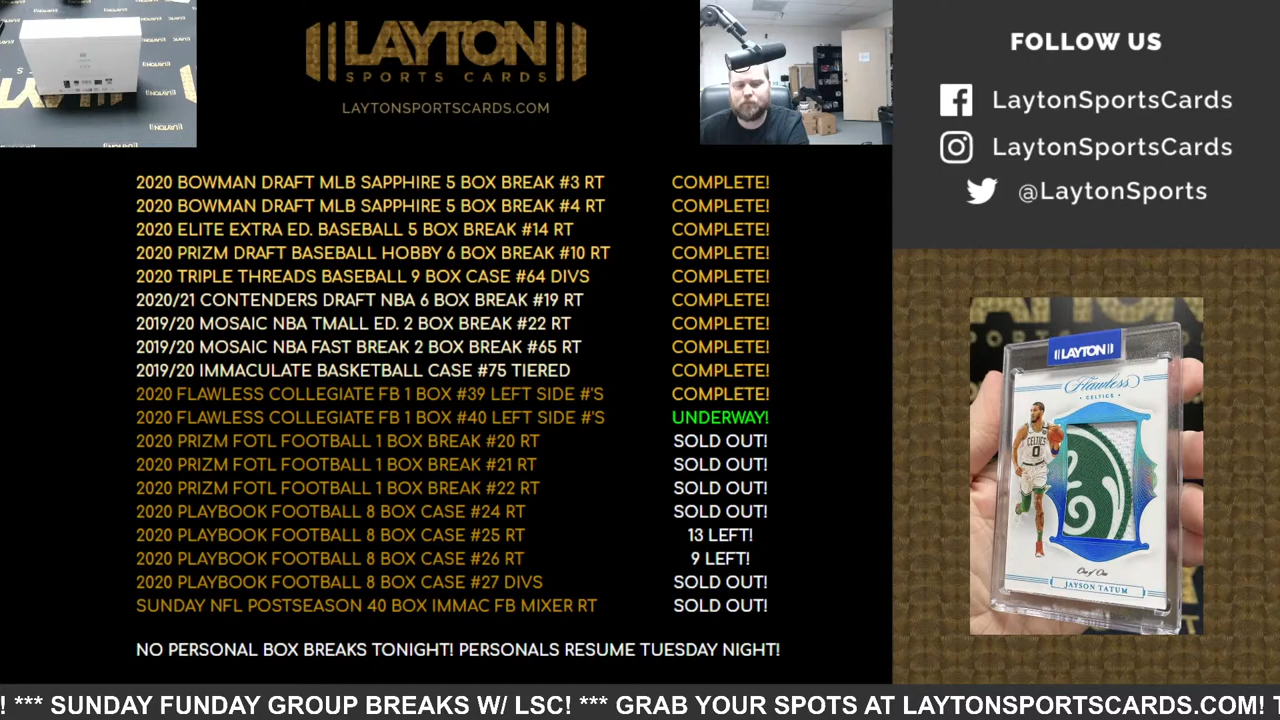 LAYTON
SPORTS CARDS
LAYTONSPORTSCARDS.COM
2020 BOWMAN DRAFT MLB SAPPHIRE 5 BOX BREAK #3 RT COMPLETE!
2020 BOWMAN DRAFT MLB SAPPHIRE 5 BOX BREAK #4 RT COMPLETE!
2020 ELITE EXTRA ED. BASEBALL 5 BOX BREAK #14 RT COMPLETE!
2020 PRIZM DRAFT BASEBALL HOBBY 6 BOX BREAK #10 RT COMPLETE!
2020 TRIPLE THREADS BASEBALL 9 BOX CASE #64 DIVS COMPLETE!
2020/21 CONTENDERS DRAFT NBA 6 BOX BREAK #19 RT COMPLETE!
2019/20 MOSAIC NBA TMALL ED. 2 BOX BREAK #22 RT COMPLETE!
2019/20 MOSAIC NBA FAST BREAK 2 BOX BREAK #65 RT COMPLETE!
2019/20 IMMACULATE BASKETBALL CASE #75 TIERED COMPLETE!
2020 FLAWLESS COLLEGIATE FB 1 BOX #39 LEFT SIDE #'S COMPLETE!
2020 FLAWLESS COLLEGIATE FB 1 BOX #40 LEFT SIDE #'S UNDERWAY!
2020 PRIZM FOTL FOOTBALL 1 BOX BREAK #20 RT SOLD OUT!
2020 PRIZM FOTL FOOTBALL 1 BOX BREAK #21 RT SOLD OUT!
2020 PRIZM FOTL FOOTBALL 1 BOX BREAK #22 RT SOLD OUT!
2020 PLAYBOOK FOOTBALL 8 BOX CASE #24 RT SOLD OUT!
2020 PLAYBOOK FOOTBALL 8 BOX CASE #25 RT 13 LEFT!
2020 PLAYBOOK FOOTBALL 8 BOX CASE #26 RT 9 LEFT!
2020 PLAYBOOK FOOTBALL 8 BOX CASE #27 DIVS SOLD OUT!
SUNDAY NFL POSTSEASON 40 BOX IMMAC FB MIXER RT SOLD OUT!
NO PERSONAL BOX BREAKS TONIGHT! PERSONALS RESUME TUESDAY NIGHT!
FOLLOW US
LaytonSportsCards
LaytonSportsCards
@LaytonSports
LAYTON
Flawless
CELTICS
CELTICS
0
One of One
JAYSON TATUM
! *** SUNDAY FUNDAY GROUP BREAKS W/ LSC! *** GRAB YOUR SPOTS AT LAYTONSPORTSCARDS.COM! T